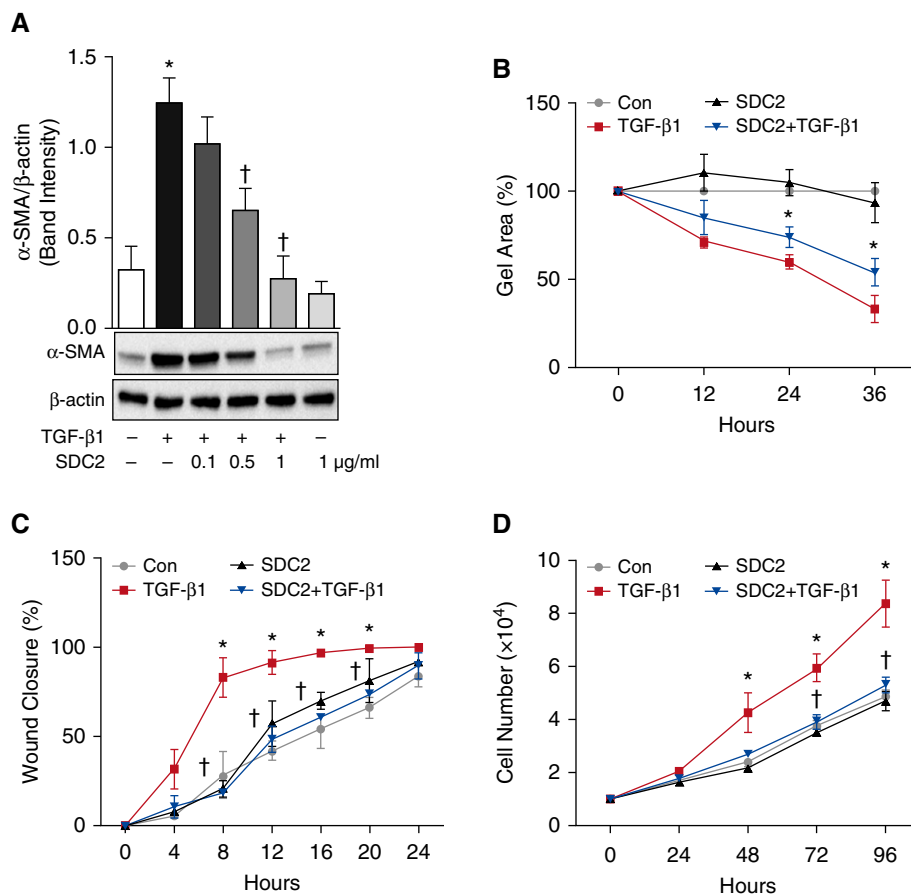 A
1.5
1.0
0.5
0.0
α-SMA/β-actin
(Band Intensity)
*
†
†
α-SMA
β-actin
TGF-β1 – + + + + –
SDC2 – – 0.1 0.5 1 1 μg/ml
B
150
100
50
0
Gel Area (%)
Con
SDC2
TGF-β1
SDC2+TGF-β1
*
*
0 12 24 36
Hours
C
150
100
50
0
Wound Closure (%)
Con
SDC2
TGF-β1
SDC2+TGF-β1
* * * *
† † † †
0 4 8 12 16 20 24
Hours
D
10
8
6
4
2
0
Cell Number (×10⁴)
Con
SDC2
TGF-β1
SDC2+TGF-β1
* * *
† †
0 24 48 72 96
Hours